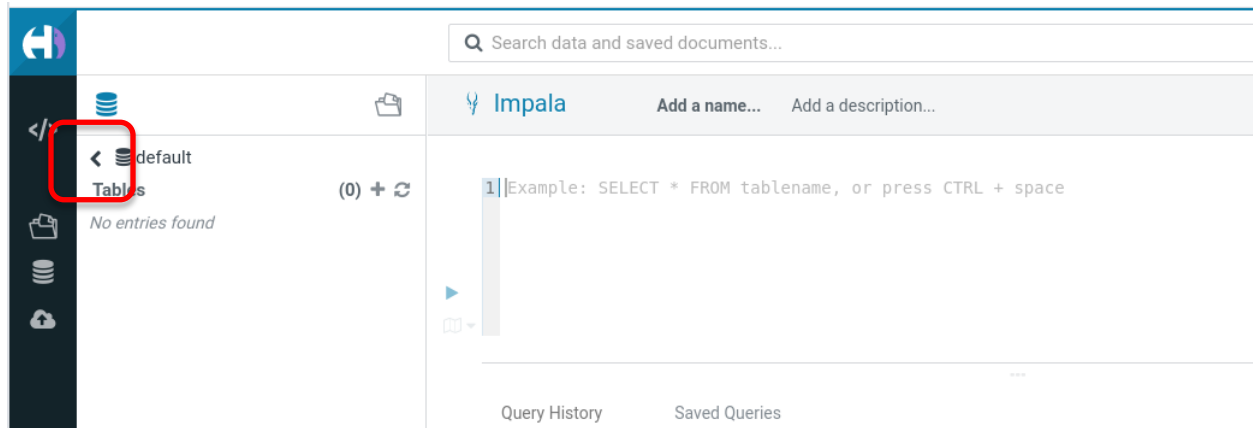 Search data and saved documents...
Impala Add a name... Add a description...
</>
default
Tables (0)
No entries found
1 Example: SELECT * FROM tablename, or press CTRL + space
Query History Saved Queries